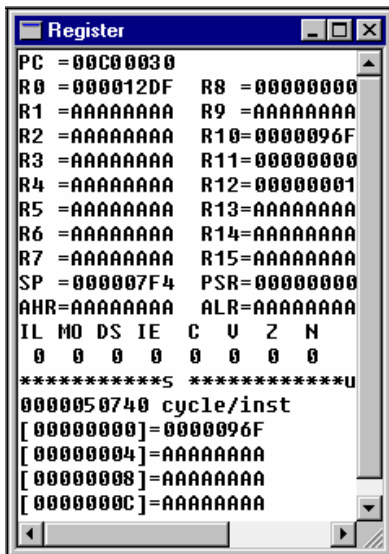 Register
PC =00C00030
R0 =000012DF R8 =00000000
R1 =AAAAAAAA R9 =AAAAAAAA
R2 =AAAAAAAA R10=0000096F
R3 =AAAAAAAA R11=00000000
R4 =AAAAAAAA R12=00000001
R5 =AAAAAAAA R13=AAAAAAAA
R6 =AAAAAAAA R14=AAAAAAAA
R7 =AAAAAAAA R15=AAAAAAAA
SP =000007F4 PSR=00000000
AHR=AAAAAAAA ALR=AAAAAAAA
IL MO DS IE C V Z N
0 0 0 0 0 0 0 0
***********S ************U
0000050740 cycle/inst
[00000000]=0000096F
[00000004]=AAAAAAAA
[00000008]=AAAAAAAA
[0000000C]=AAAAAAAA